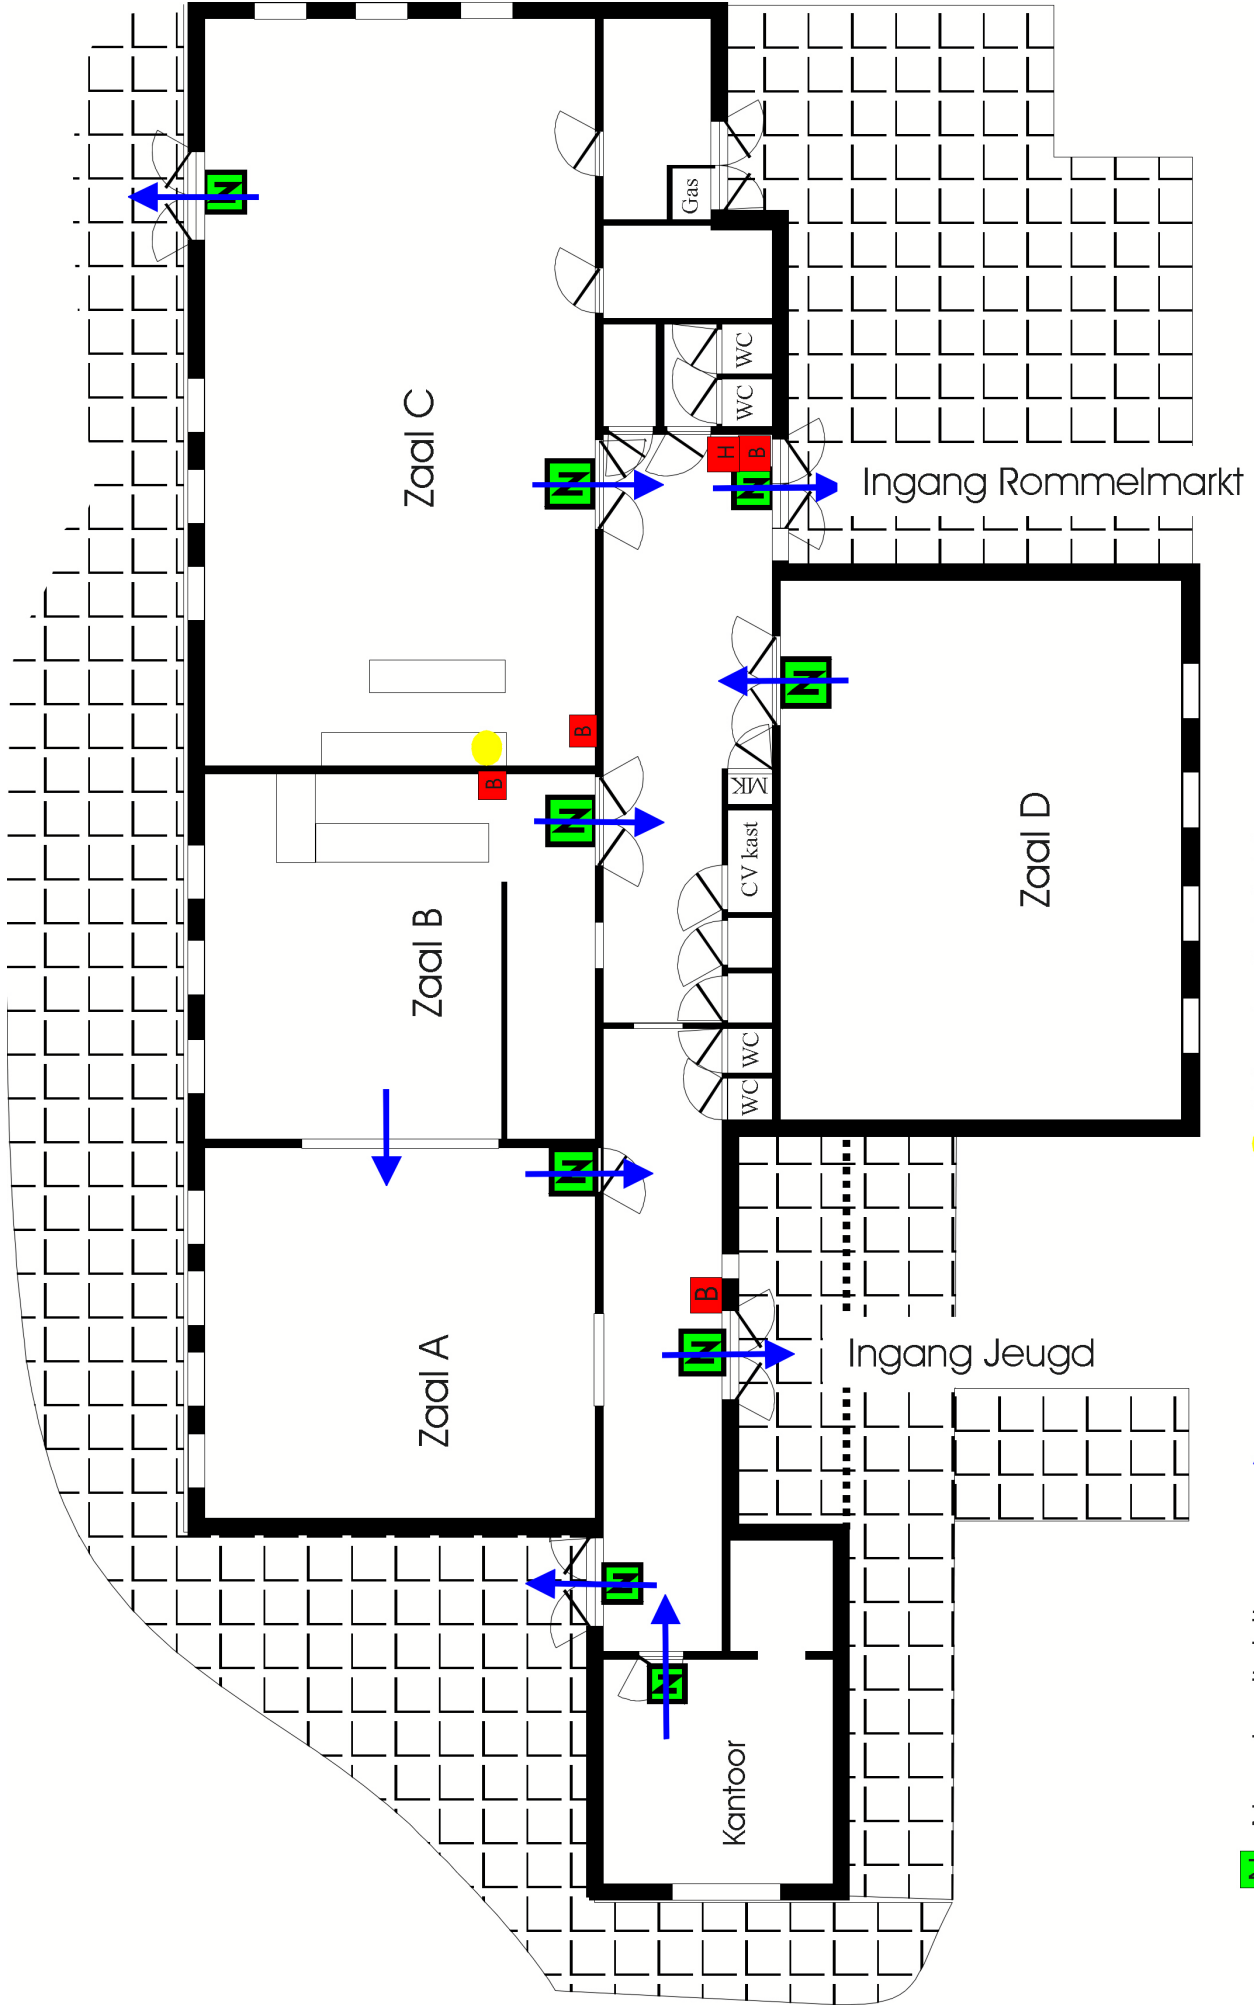 N
Gas
WC
Zaal C
WC
H
B
N
N
Ingang Rommelmarkt
N
B
B
MK
N
CV kast
Zaal D
Zaal B
WC
WC
N
B
N
Ingang Jeugd
Zaal A
N
N
Kantoor